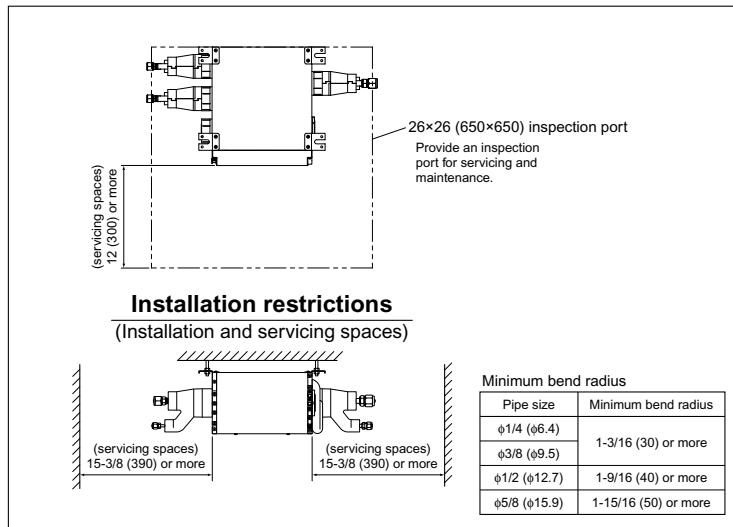 26×26 (650×650) inspection port
Provide an inspection
port for servicing and
maintenance.
(servicing spaces)
12 (300) or more
Installation restrictions
(Installation and servicing spaces)
(servicing spaces)
15-3/8 (390) or more
(servicing spaces)
15-3/8 (390) or more
Minimum bend radius
Pipe size Minimum bend radius
ϕ1/4 (ϕ6.4)
1-3/16 (30) or more
ϕ3/8 (ϕ9.5)
ϕ1/2 (ϕ12.7) 1-9/16 (40) or more
ϕ5/8 (ϕ15.9) 1-15/16 (50) or more